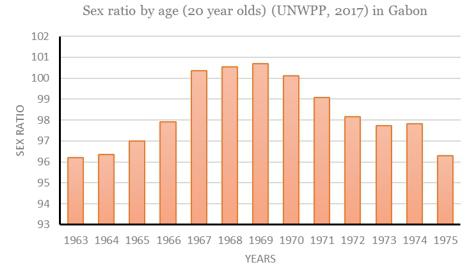 Sex ratio by age (20 year olds) (UNWPP, 2017) in Gabon
102
101
100
99
98
97
96
95
94
93
SEX RATIO
1963 1964 1965 1966 1967 1968 1969 1970 1971 1972 1973 1974 1975
YEARS